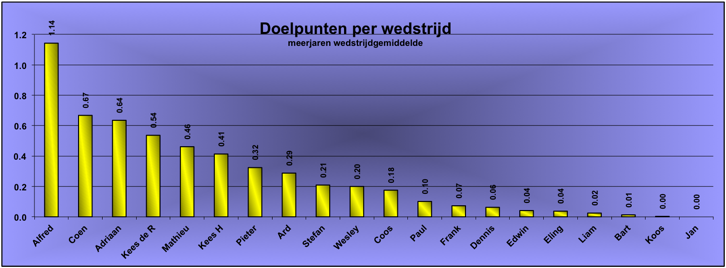 Doelpunten per wedstrijd
meerjaren wedstrijdgemiddelde
1.2
1.0
0.8
0.6
0.4
0.2
0.0
1.14
0.67
0.64
0.54
0.46
0.41
0.32
0.29
0.21
0.20
0.18
0.10
0.07
0.06
0.04
0.04
0.02
0.01
0.00
0.00
Alfred
Coen
Adriaan
Kees de R
Mathieu
Kees H
Pieter
Ard
Stefan
Wesley
Coos
Paul
Frank
Dennis
Edwin
Eling
Liam
Bart
Koos
Jan